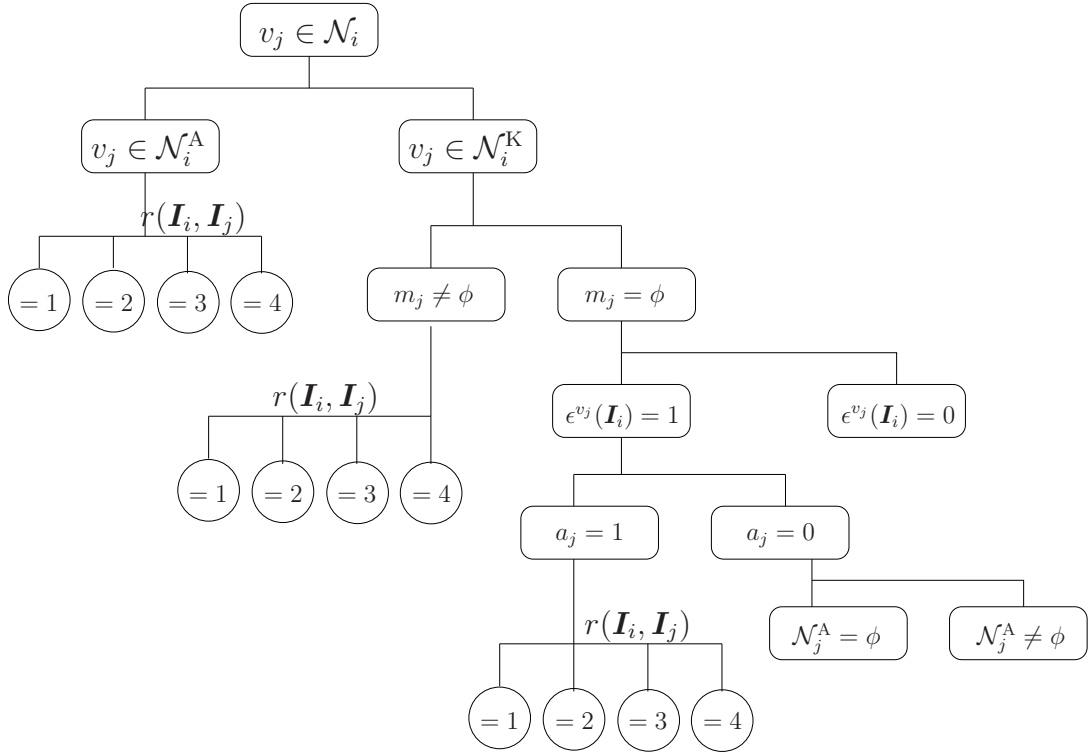 v_j ∈ 𝒩_i
v_j ∈ 𝒩_i^A
v_j ∈ 𝒩_i^K
r(𝑰_i, 𝑰_j)
= 1
= 2
= 3
= 4
m_j ≠ ϕ
m_j = ϕ
r(𝑰_i, 𝑰_j)
ϵ^{v_j}(𝑰_i) = 1
ϵ^{v_j}(𝑰_i) = 0
= 1
= 2
= 3
= 4
a_j = 1
a_j = 0
r(𝑰_i, 𝑰_j)
𝒩_j^A = ϕ
𝒩_j^A ≠ ϕ
= 1
= 2
= 3
= 4